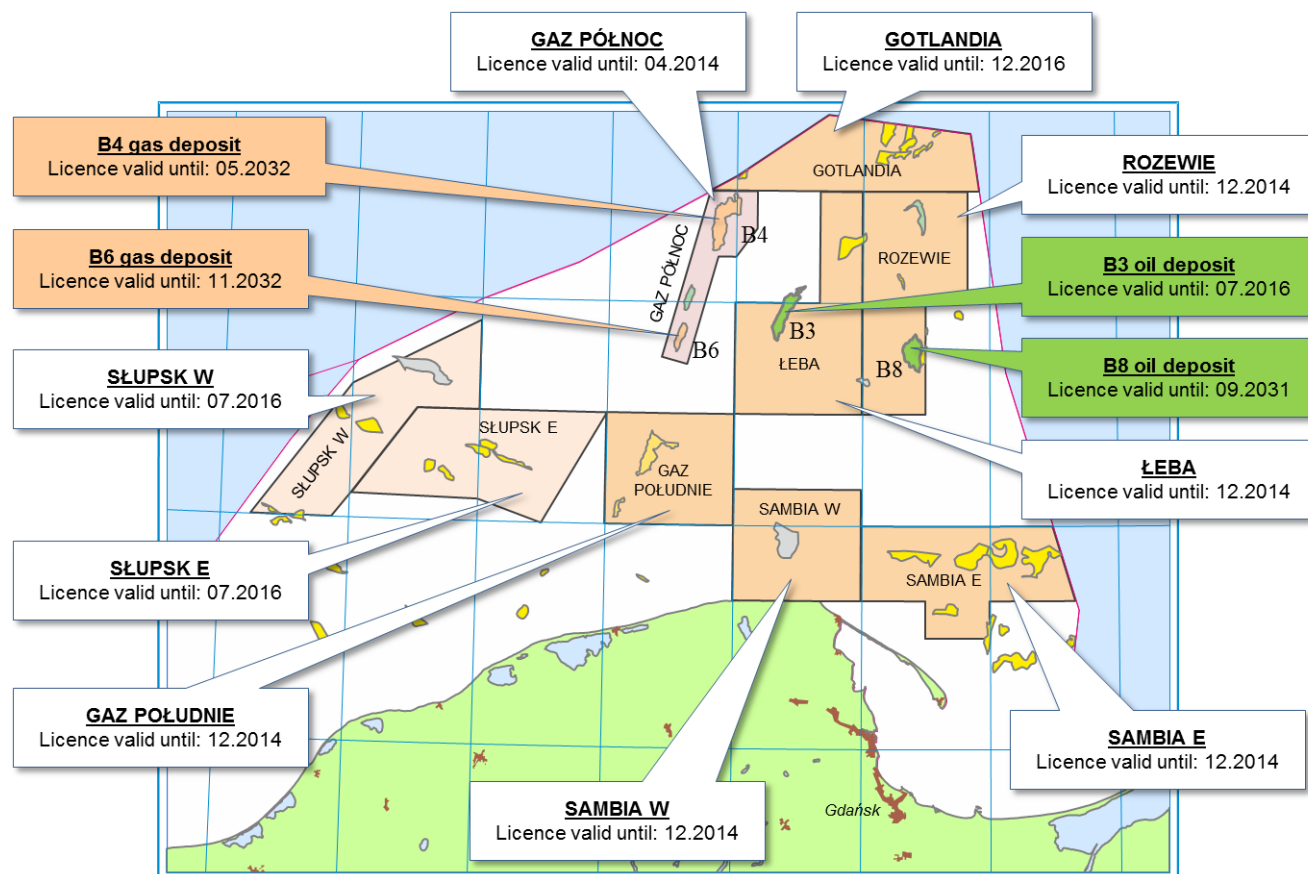 GAZ PÓŁNOC
Licence valid until: 04.2014
GOTLANDIA
Licence valid until: 12.2016
B4 gas deposit
Licence valid until: 05.2032
ROZEWIE
Licence valid until: 12.2014
B6 gas deposit
Licence valid until: 11.2032
B3 oil deposit
Licence valid until: 07.2016
SŁUPSK W
Licence valid until: 07.2016
B8 oil deposit
Licence valid until: 09.2031
ŁEBA
Licence valid until: 12.2014
SŁUPSK E
Licence valid until: 07.2016
GAZ POŁUDNIE
Licence valid until: 12.2014
SAMBIA E
Licence valid until: 12.2014
SAMBIA W
Licence valid until: 12.2014
GOTLANDIA
B4
GAZ PÓŁNOC
ROZEWIE
B3
B6
ŁEBA
B8
SŁUPSK W
SŁUPSK E
GAZ
POŁUDNIE
SAMBIA W
SAMBIA E
Gdańsk